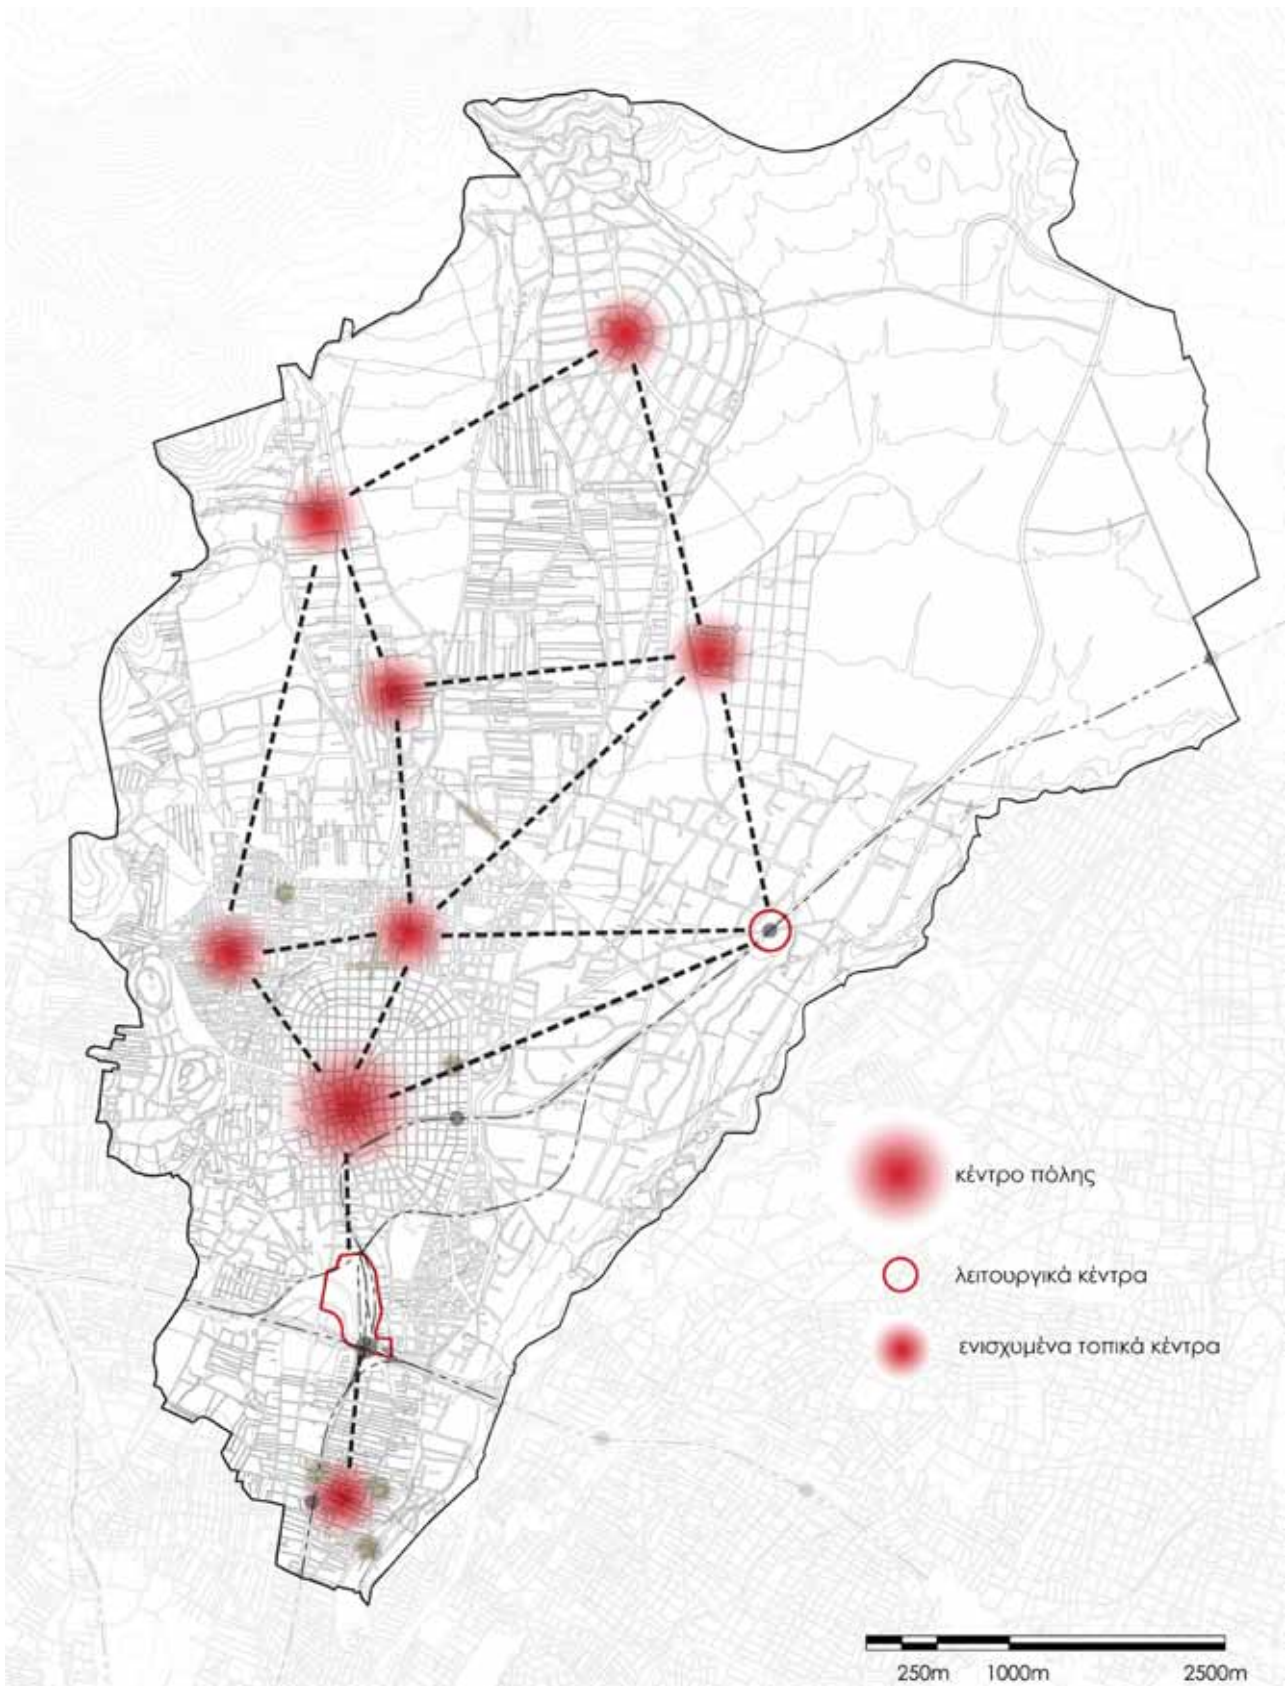 κέντρο πόλης
λειτουργικά κέντρα
ενισχυμένα τοπικά κέντρα
250m 1000m 2500m